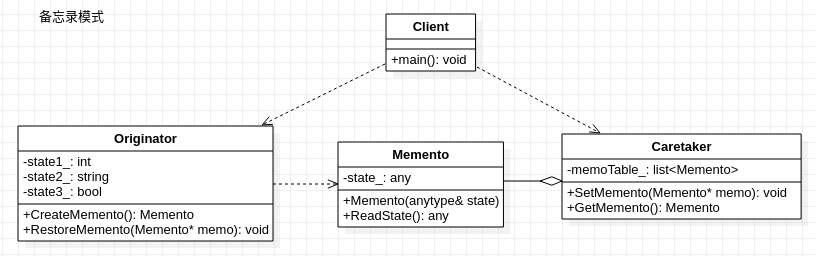 备忘录模式
Client
+main(): void
Originator
-state1_: int
-state2_: string
-state3_: bool
+CreateMemento(): Memento
+RestoreMemento(Memento* memo): void
Memento
-state_: any
+Memento(anytype& state)
+ReadState(): any
Caretaker
-memoTable_: list<Memento>
+SetMemento(Memento* memo): void
+GetMemento(): Memento